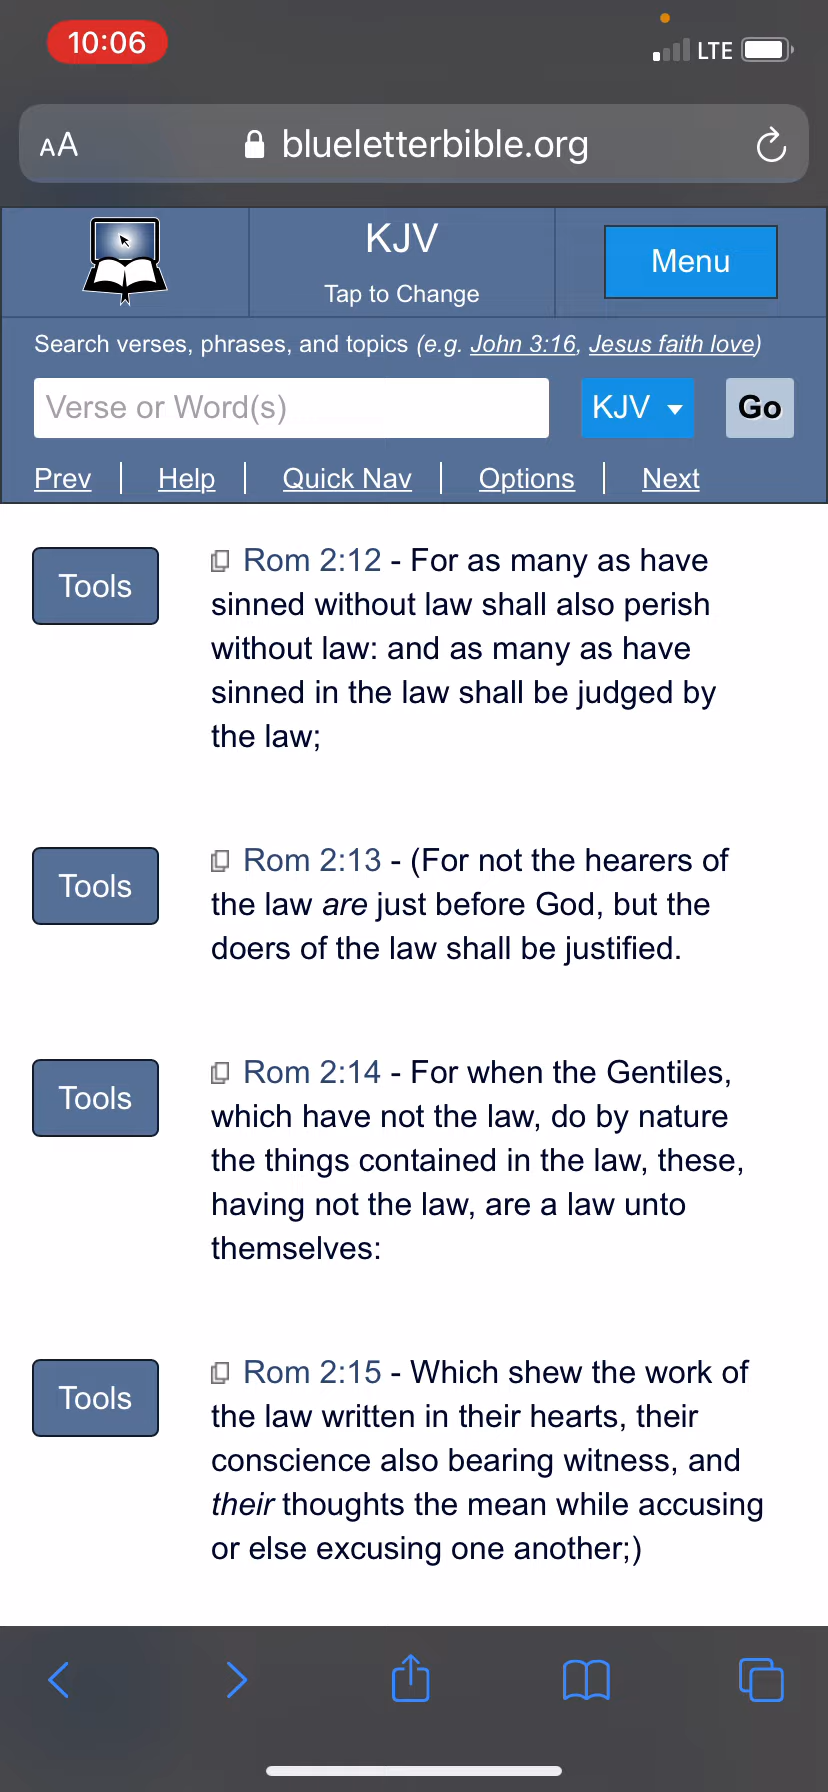 10:06
LTE
AA blueletterbible.org
KJV
Tap to Change
Menu
Search verses, phrases, and topics (e.g. John 3:16, Jesus faith love)
Verse or Word(s) KJV Go
Prev | Help | Quick Nav | Options | Next
Tools
Rom 2:12 - For as many as have
sinned without law shall also perish
without law: and as many as have
sinned in the law shall be judged by
the law;
Tools
Rom 2:13 - (For not the hearers of
the law are just before God, but the
doers of the law shall be justified.
Tools
Rom 2:14 - For when the Gentiles,
which have not the law, do by nature
the things contained in the law, these,
having not the law, are a law unto
themselves:
Tools
Rom 2:15 - Which shew the work of
the law written in their hearts, their
conscience also bearing witness, and
their thoughts the mean while accusing
or else excusing one another;)